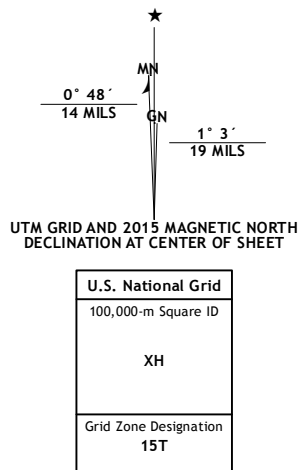 MN
0° 48´
14 MILS
GN
1° 3´
19 MILS
UTM GRID AND 2015 MAGNETIC NORTH
DECLINATION AT CENTER OF SHEET
U.S. National Grid
100,000-m Square ID
XH
Grid Zone Designation
15T